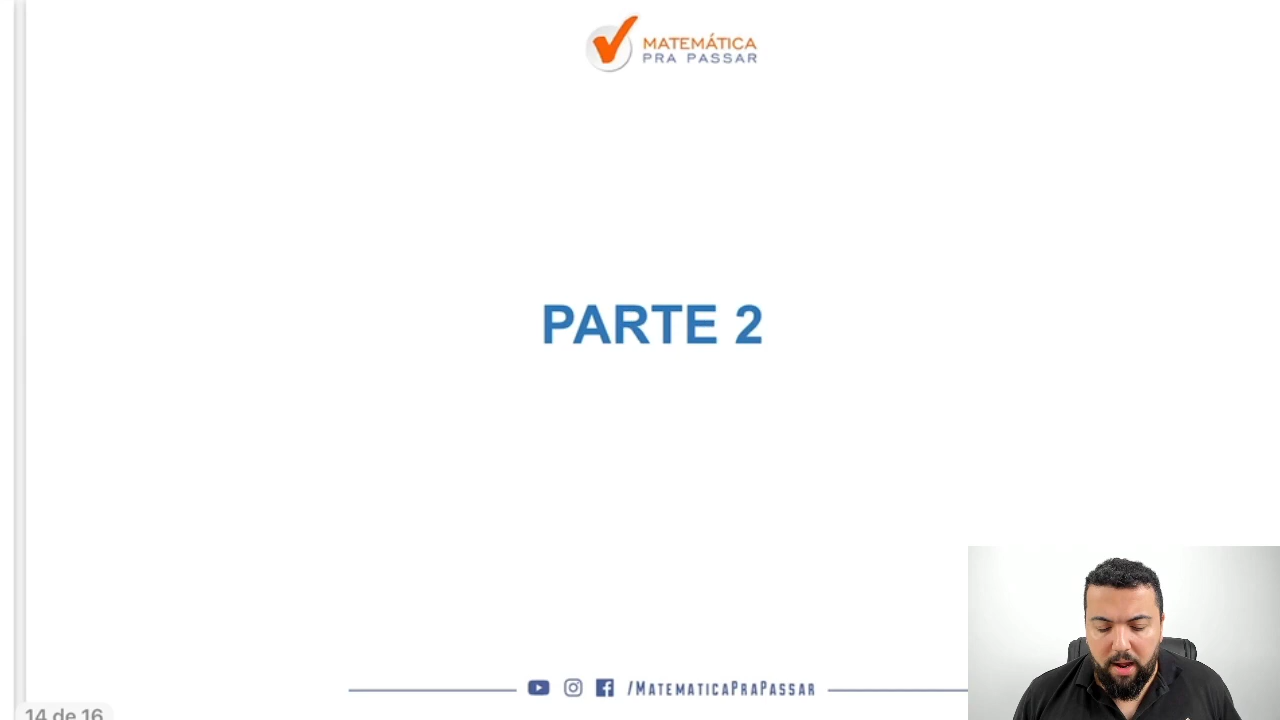 MATEMÁTICA
PRA PASSAR
PARTE 2
/MATEMATICAPRAPASSAR
14 de 16